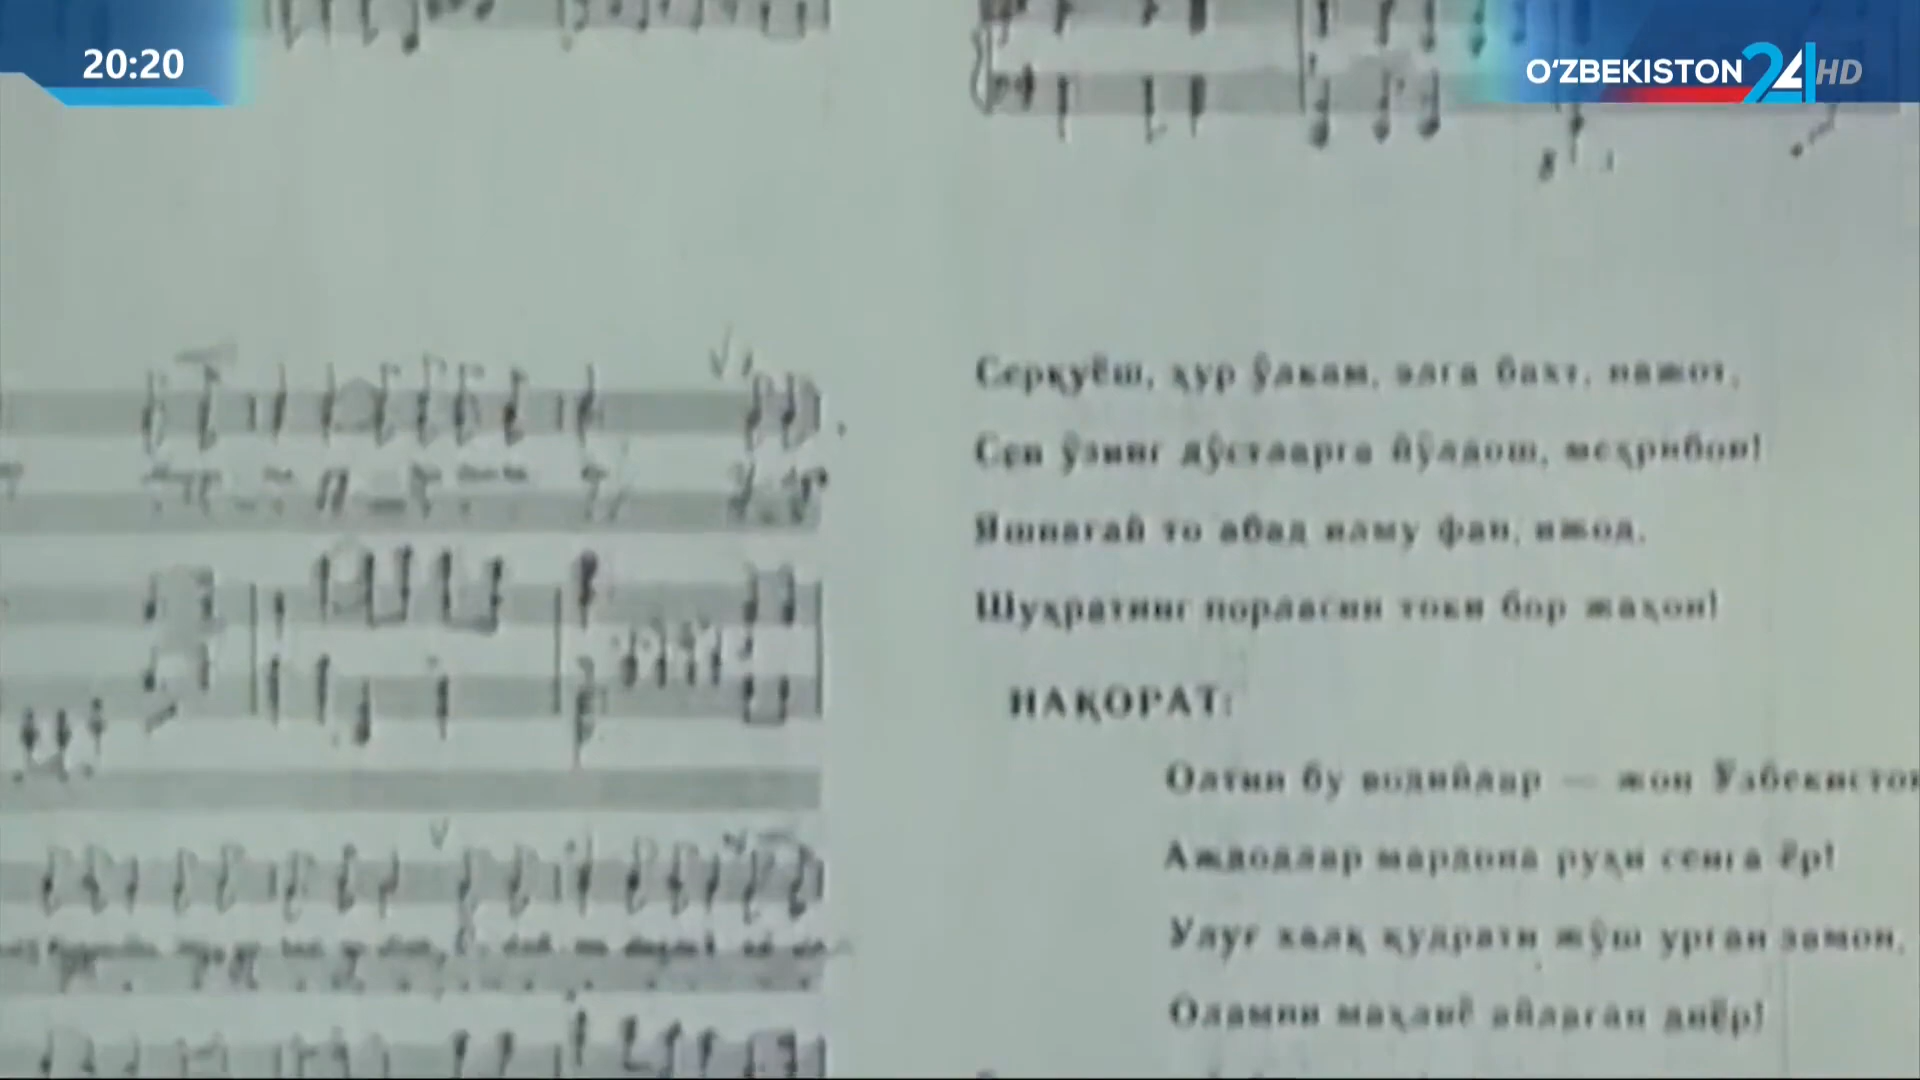 20:20
O‘ZBEKISTON 24 HD
Серқуёш, ҳур ўлкам, элга бахт, нажот,
Сен ўзинг дўстларга йўлдош, меҳрибон!
Яшнагай то абад илму фан, ижод,
Шуҳратинг порласин токи бор жаҳон!
НАҚОРАТ:
Олтин бу водийлар — жон Ўзбекистон
Аждодлар мардона руҳи сенга ёр!
Улуғ халқ қудрати жўш урган замон,
Оламни маҳлиё айлаган диёр!